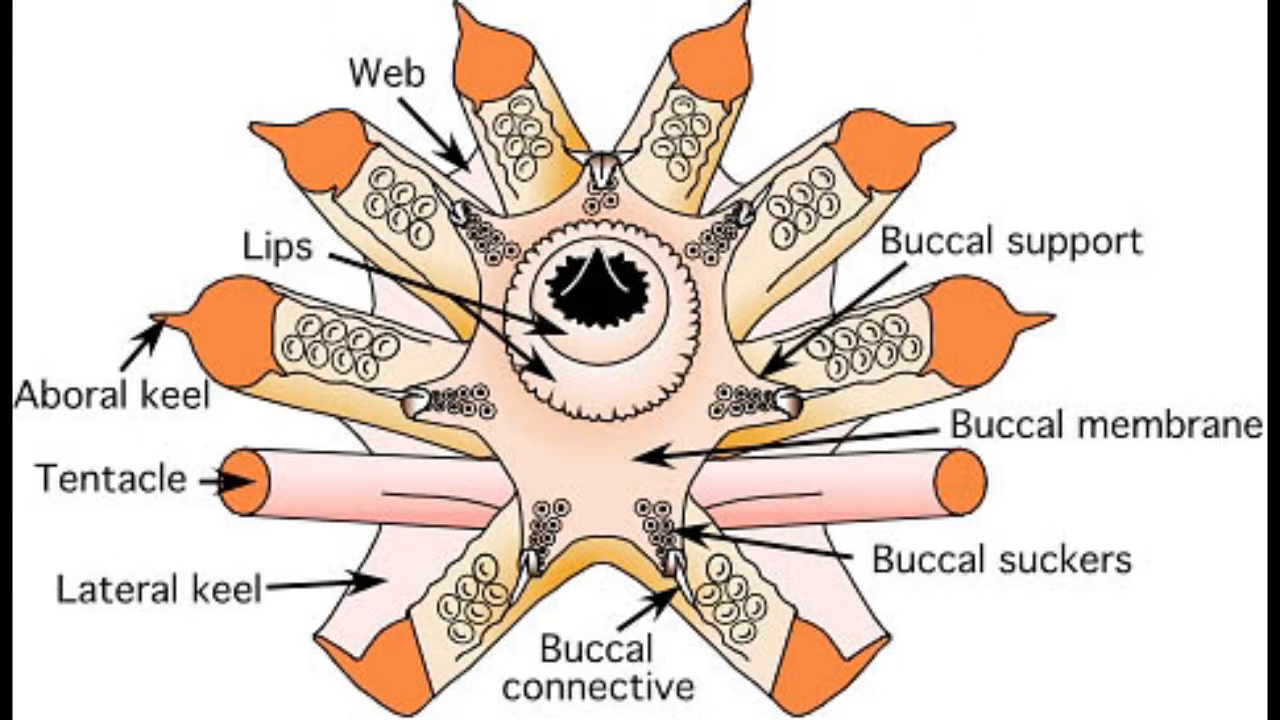 Web
Lips
Buccal support
Aboral keel
Buccal membrane
Tentacle
Buccal suckers
Lateral keel
Buccal
connective